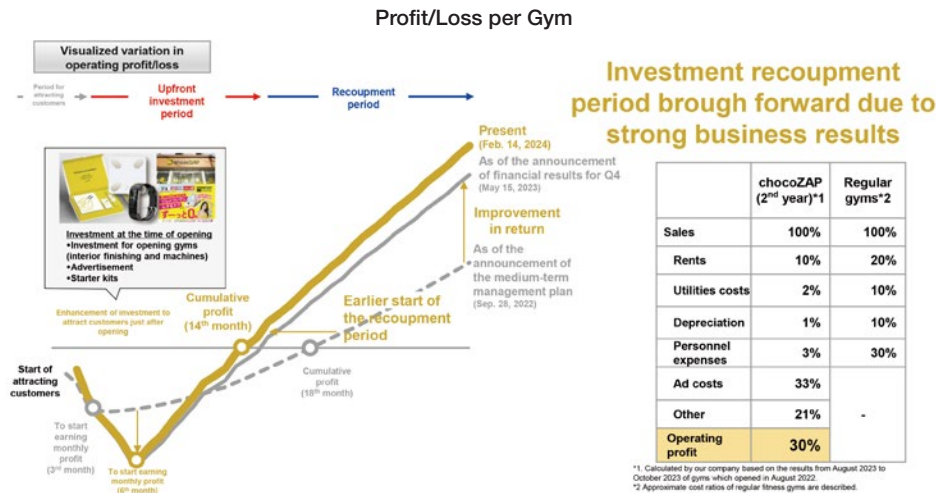 Profit/Loss per Gym
Visualized variation in
operating profit/loss
Period for
attracting
customers
Upfront
investment
period
Recoupment
period
Investment at the time of opening
•Investment for opening gyms
(interior finishing and machines)
•Advertisement
•Starter kits
Enhancement of investment to
attract customers just after
opening
Start of
attracting
customers
To start
earning
monthly
profit
(3rd month)
To start earning
monthly profit
(6th month)
Cumulative
profit
(14th month)
Earlier start of
the recoupment
period
Cumulative
profit
(18th month)
Present
(Feb. 14, 2024)
As of the announcement
of financial results for Q4
(May 15, 2023)
Improvement
in return
As of the
announcement of
the medium-term
management plan
(Sep. 28, 2022)
Investment recoupment
period brough forward due to
strong business results
chocoZAP
(2nd year)*1
Regular
gyms*2
Sales 100% 100%
Rents 10% 20%
Utilities costs 2% 10%
Depreciation 1% 10%
Personnel
expenses 3% 30%
Ad costs 33%
Other 21% -
Operating
profit 30%
*1. Calculated by our company based on the results from August 2023 to
October 2023 of gyms which opened in August 2022.
*2 Approximate cost ratios of regular fitness gyms are described.